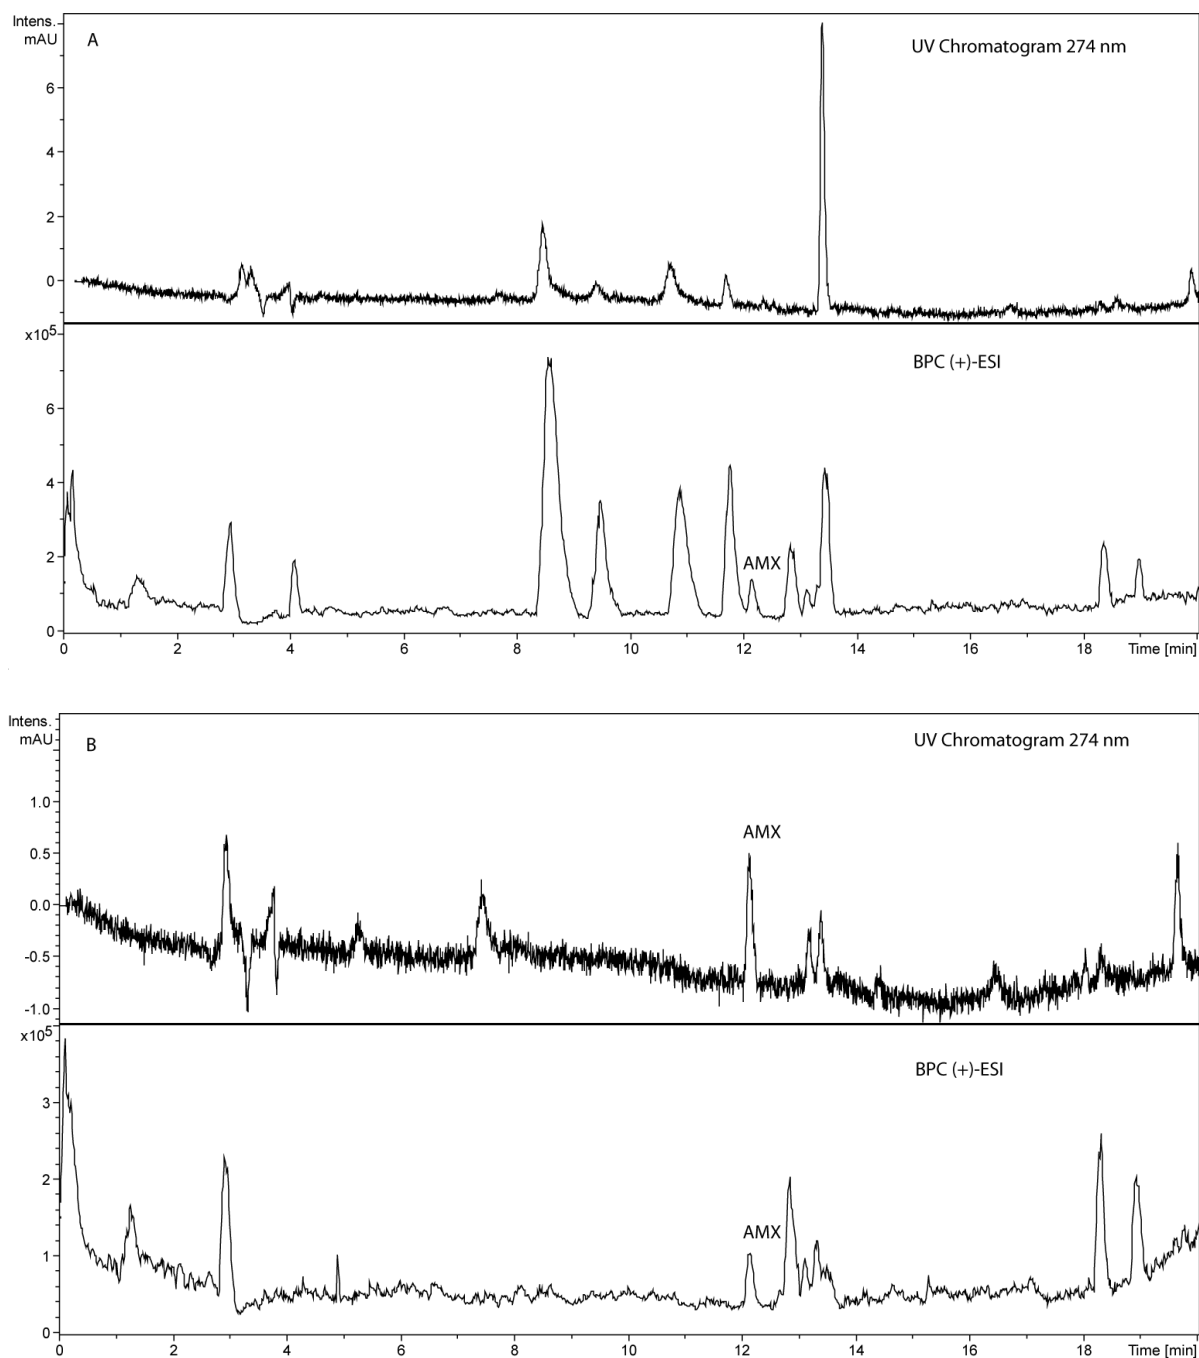 Intens.
mAU
A
UV Chromatogram 274 nm
6
4
2
0
x10⁵
BPC (+)-ESI
6
4
AMX
2
0
0 2 4 6 8 10 12 14 16 18 Time [min]
Intens.
mAU
B
UV Chromatogram 274 nm
AMX
1.0
0.5
0.0
-0.5
-1.0
x10⁵
BPC (+)-ESI
3
2
AMX
1
0
0 2 4 6 8 10 12 14 16 18 Time [min]